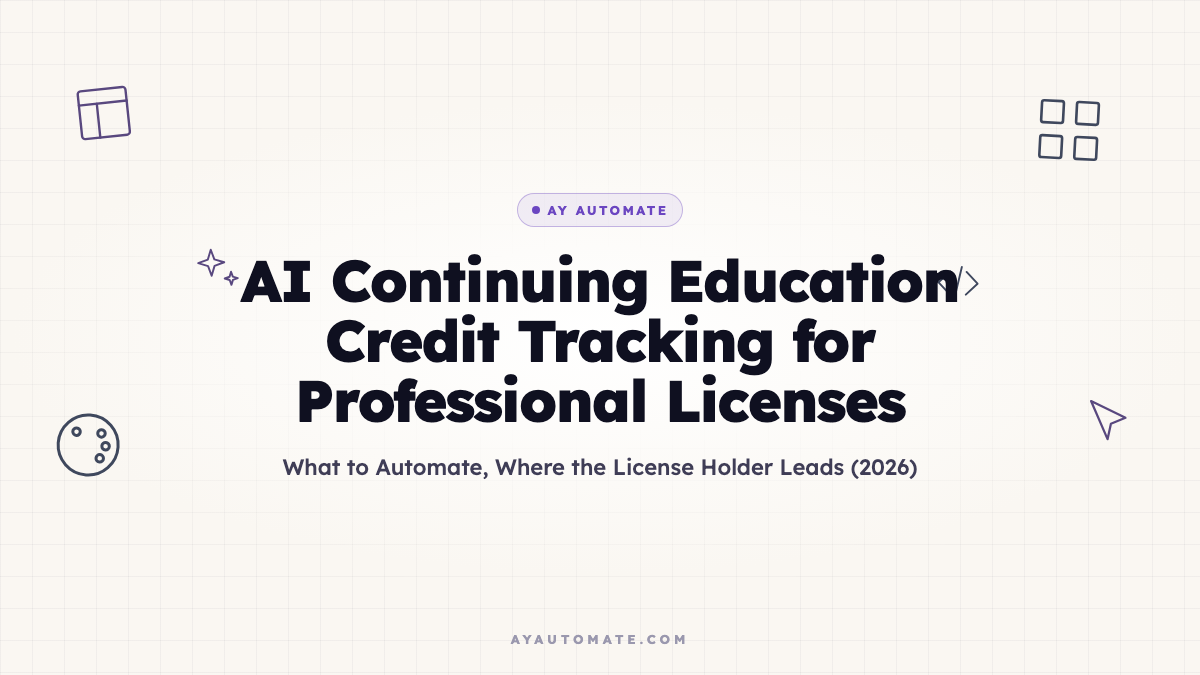 AY AUTOMATE
AI Continuing Education
Credit Tracking for
Professional Licenses
What to Automate, Where the License Holder Leads (2026)
AYAUTOMATE.COM